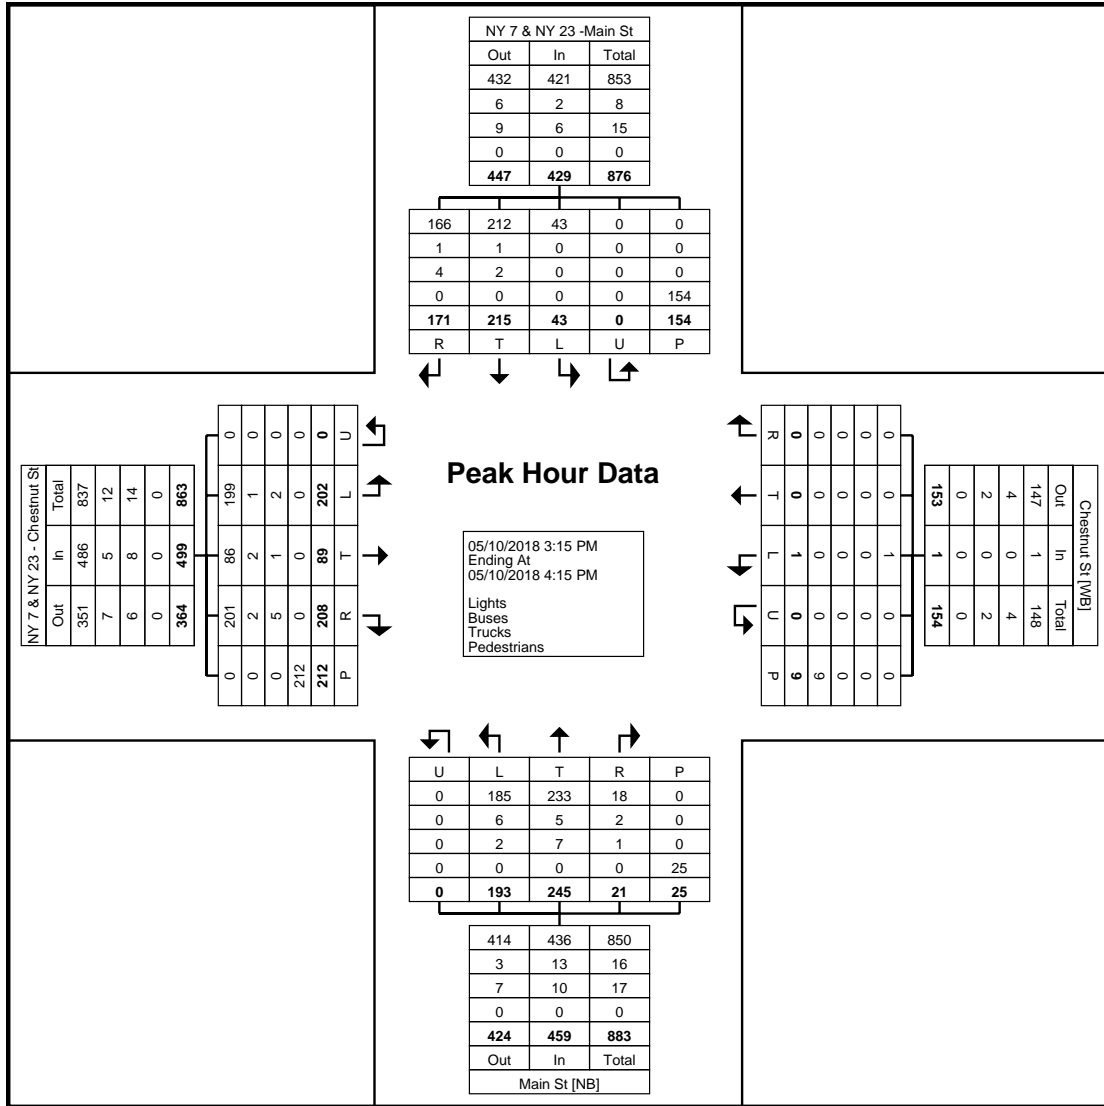 NY 7 & NY 23 -Main St
Out In Total
432 421 853
6 2 8
9 6 15
0 0 0
447 429 876
166 212 43 0 0
1 1 0 0 0
4 2 0 0 0
0 0 0 0 154
171 215 43 0 154
R T L U P
NY 7 & NY 23 - Chestnut St
Out In Total
351 486 837
7 5 12
6 8 14
0 0 0
364 499 863
0 201 86 199 0
0 2 2 1 0
0 5 1 2 0
212 0 0 0 0
212 208 89 202 0
P R T L U
Peak Hour Data
05/10/2018 3:15 PM
Ending At
05/10/2018 4:15 PM
Lights
Buses
Trucks
Pedestrians
Chestnut St [WB]
Out In Total
147 1 148
4 0 4
2 0 2
0 0 0
153 1 154
0 0 1 0 0
0 0 0 0 0
0 0 0 0 0
0 0 0 0 9
0 0 1 0 9
R T L U P
U L T R P
0 185 233 18 0
0 6 5 2 0
0 2 7 1 0
0 0 0 0 25
0 193 245 21 25
414 436 850
3 13 16
7 10 17
0 0 0
424 459 883
Out In Total
Main St [NB]